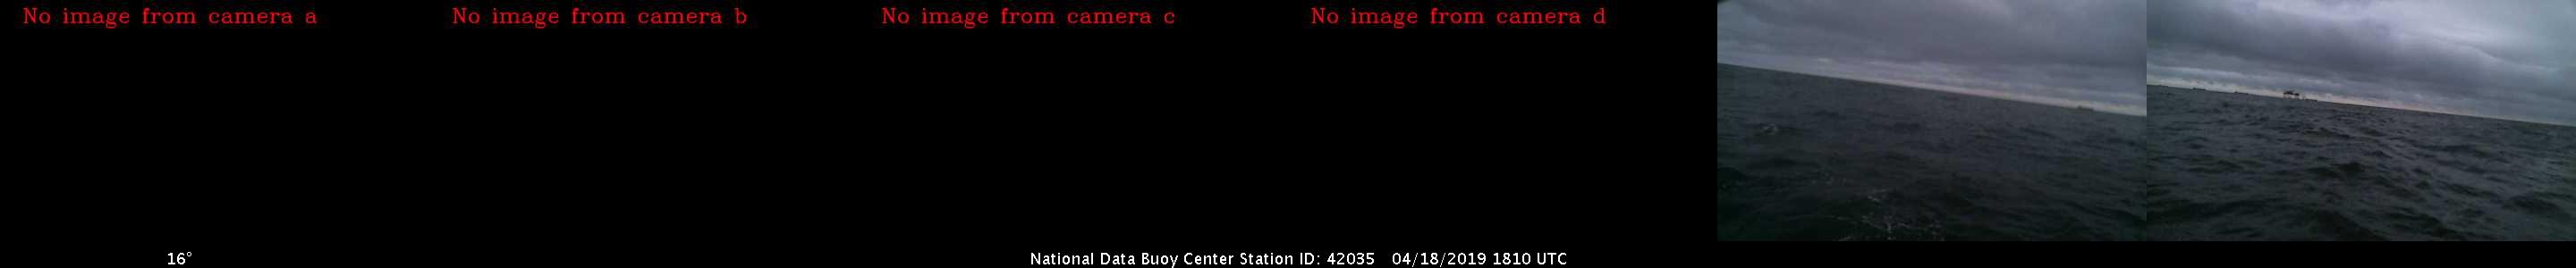 No image from camera a
No image from camera b
No image from camera c
No image from camera d
16°
National Data Buoy Center Station ID: 42035 04/18/2019 1810 UTC